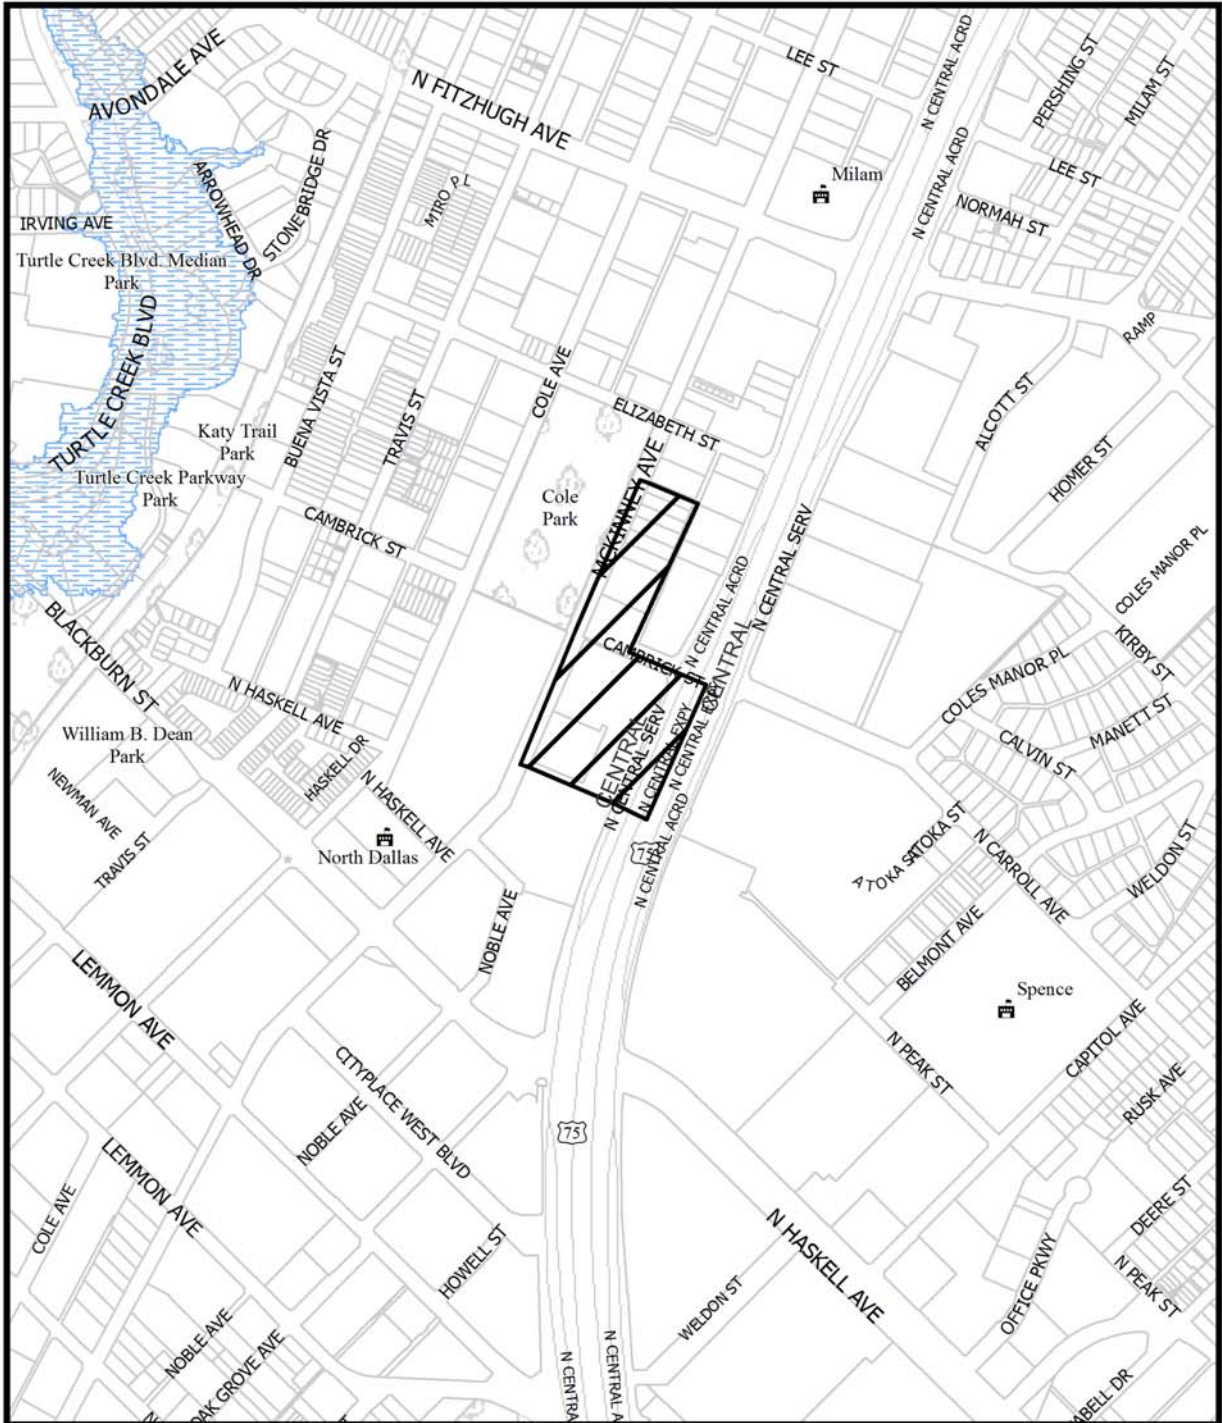 AVONDALE AVE
N FITZHUGH AVE
LEE ST
N CENTRAL ACRD
PERSHING ST
MILAM ST
N CENTRAL ACRD
LEE ST
NORMAH ST
Milam
MIRO PL
STONEBRIDGE DR
ARROWHEAD DR
IRVING AVE
Turtle Creek Blvd. Median
Park
TURTLE CREEK BLVD
RAMP
BUENA VISTA ST
TRAVIS ST
COLE AVE
ELIZABETH ST
ALCOTT ST
HOMER ST
Katy Trail
Park
Turtle Creek Parkway
Park
Cole
Park
MCKINNEY AVE
CAMBRICK ST
N CENTRAL SERV
N CENTRAL ACRD
COLES MANOR PL
KIRBY ST
BLACKBURN ST
CAMBRICK ST
CENTRAL
COLES MANOR PL
MANETT ST
CALVIN ST
N HASKELL AVE
William B. Dean
Park
HASKELL DR
N HASKELL AVE
NEWMAN AVE
TRAVIS ST
North Dallas
CENTRAL
N CENTRAL SERV
N CENTRAL EXPY
N CENTRAL EXPY
N CENTRAL ACRD
75
ATOKA ST
ATOKA ST
N CARROLL AVE
WELDON ST
BELMONT AVE
NOBLE AVE
Spence
LEMMON AVE
N PEAK ST
CAPITOL AVE
RUSK AVE
CITYPLACE WEST BLVD
NOBLE AVE
75
LEMMON AVE
COLE AVE
HOWELL ST
N HASKELL AVE
WELDON ST
OFFICE PKWY
DEERE ST
N PEAK ST
NOBLE AVE
OAK GROVE AVE
N CENTRA
N CENTRAL A
ABELL DR